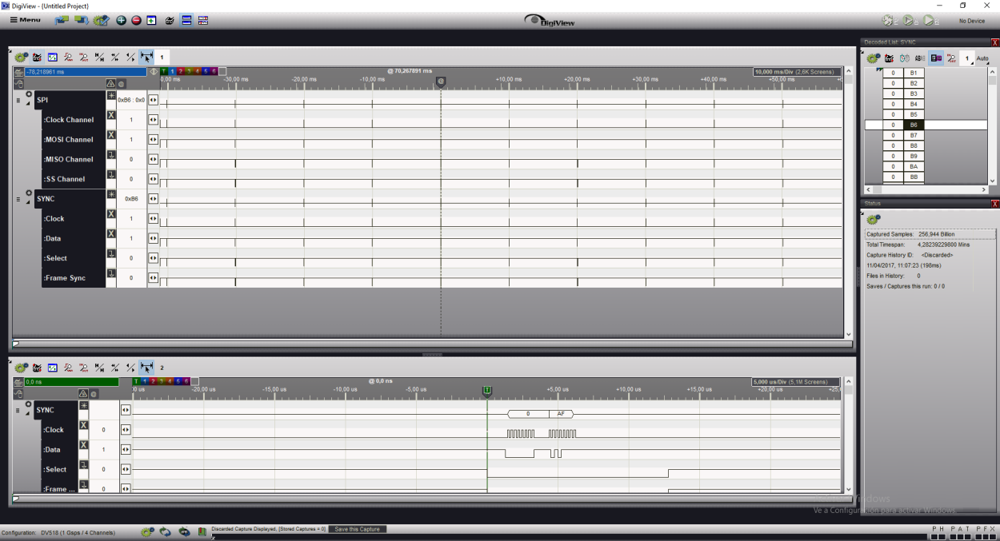 DigiView - (Untitled Project)
Menu
DigiView
No Device
1
-78,218961 ms
T 1 2 3 4 5 6
@ 70,267891 ms
10,000 ms/Div (2,6K Screens)
0,00 ms -30,00 ms -20,00 ms -10,00 ms @ +10,00 ms +20,00 ms +30,00 ms +40,00 ms +50,00 ms
SPI 0xB6 : 0x0
:Clock Channel X 1
:MOSI Channel X 1
:MISO Channel 0
:SS Channel 0
SYNC 0xB6
:Clock X 1
:Data X 1
:Select 0
:Frame Sync 0
2
0,0 ns
T 1 2 3 4 5 6
@ 0,0 ns
5,000 us/Div (5,1M Screens)
00 us -20,00 us -15,00 us -10,00 us -5,00 us T +5,00 us +10,00 us +15,00 us +20,00 us +25,
SYNC 0 AF
:Clock X 0
:Data X 1
:Select 0
:Frame ... 0
Decoded List: SYNC X
1 Auto
0 B1
0 B2
0 B3
0 B4
0 B5
0 B6
0 B7
0 B8
0 B9
0 BA
0 BB
Status X
Captured Samples: 256,944 Billion
Total Timespan: 4,28239229800 Mins
Capture History ID: <Discarded>
11/04/2017, 11:07:23 (198ms)
Files in History: 0
Saves / Captures this run: 0 / 0
Windows
Ve a Configuración para activar Windows.
Configuration: DV518 (1 Gsps / 4 Channels)
Discarded Capture Displayed, [Stored Captures = 0] Save this Capture
P H P A T P F X